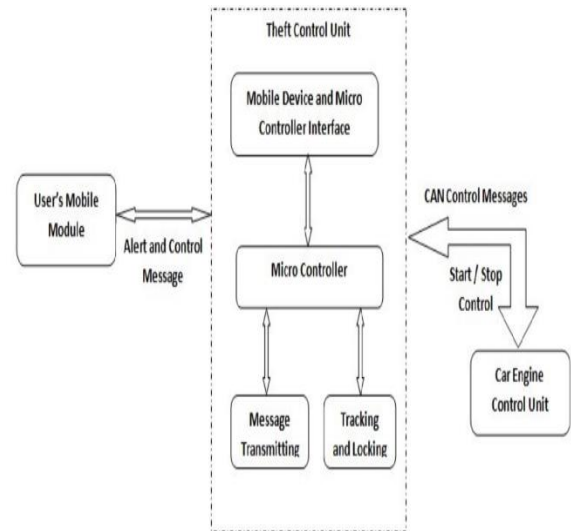 Theft Control Unit
Mobile Device and Micro
Controller Interface
User's Mobile
Module
Alert and Control
Message
Micro Controller
CAN Control Messages
Start / Stop
Control
Car Engine
Control Unit
Message
Transmitting
Tracking
and Locking